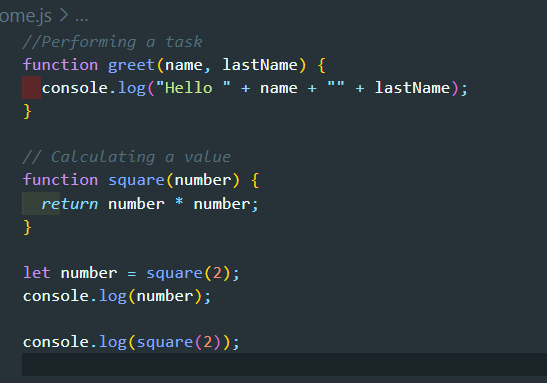 ome.js > ...
//Performing a task
function greet(name, lastName) {
  console.log("Hello " + name + "" + lastName);
}

// Calculating a value
function square(number) {
  return number * number;
}

let number = square(2);
console.log(number);

console.log(square(2));